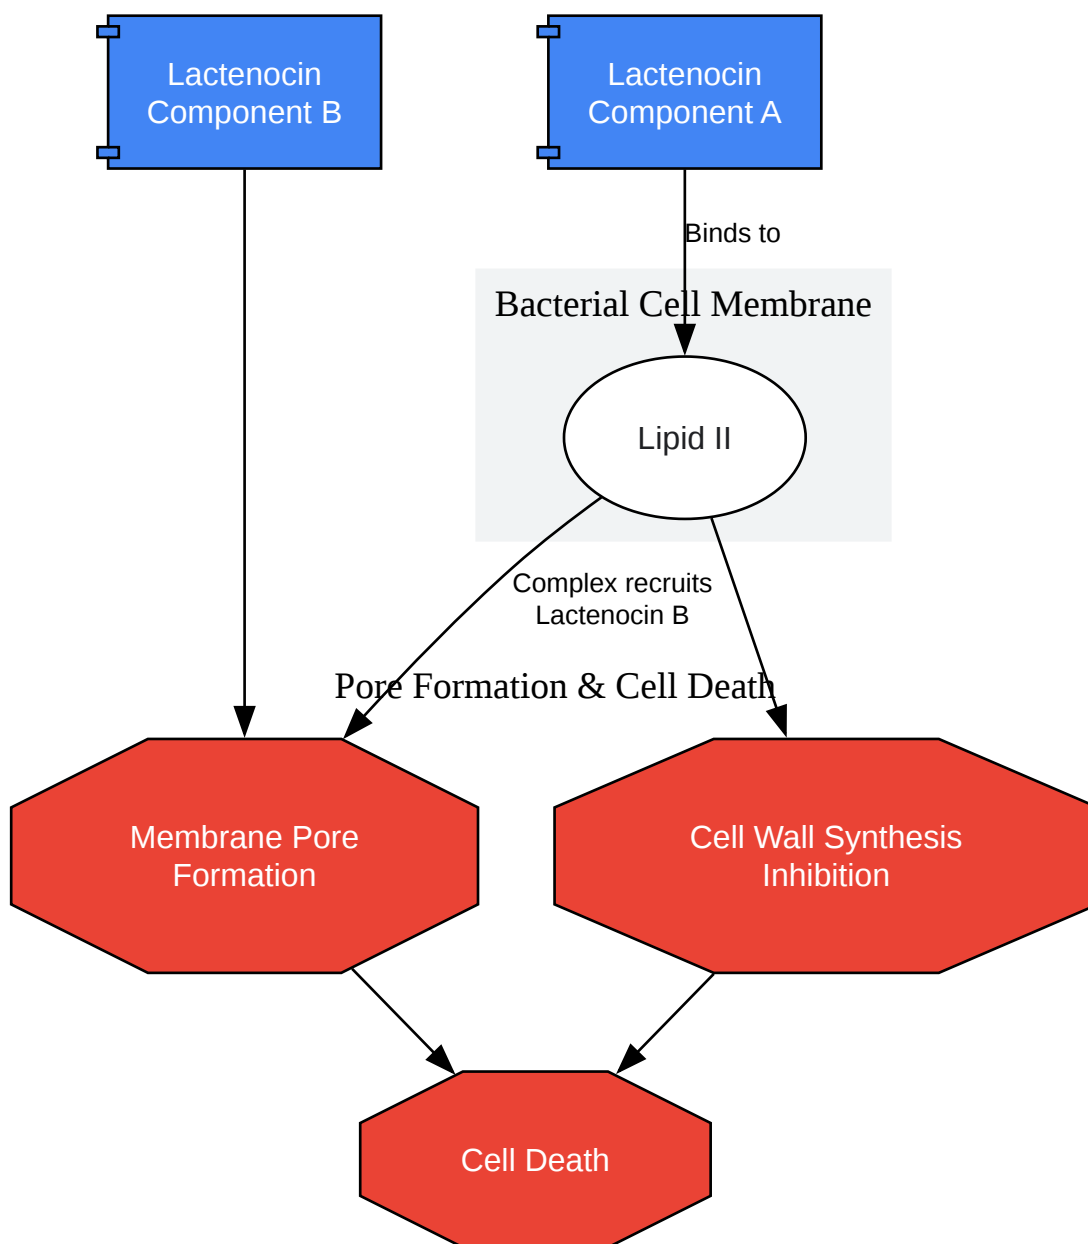 Lactenocin
Component B
Lactenocin
Component A
Binds to
Bacterial Cell Membrane
Lipid II
Complex recruits
Lactenocin B
Pore Formation & Cell Death
Membrane Pore
Formation
Cell Wall Synthesis
Inhibition
Cell Death